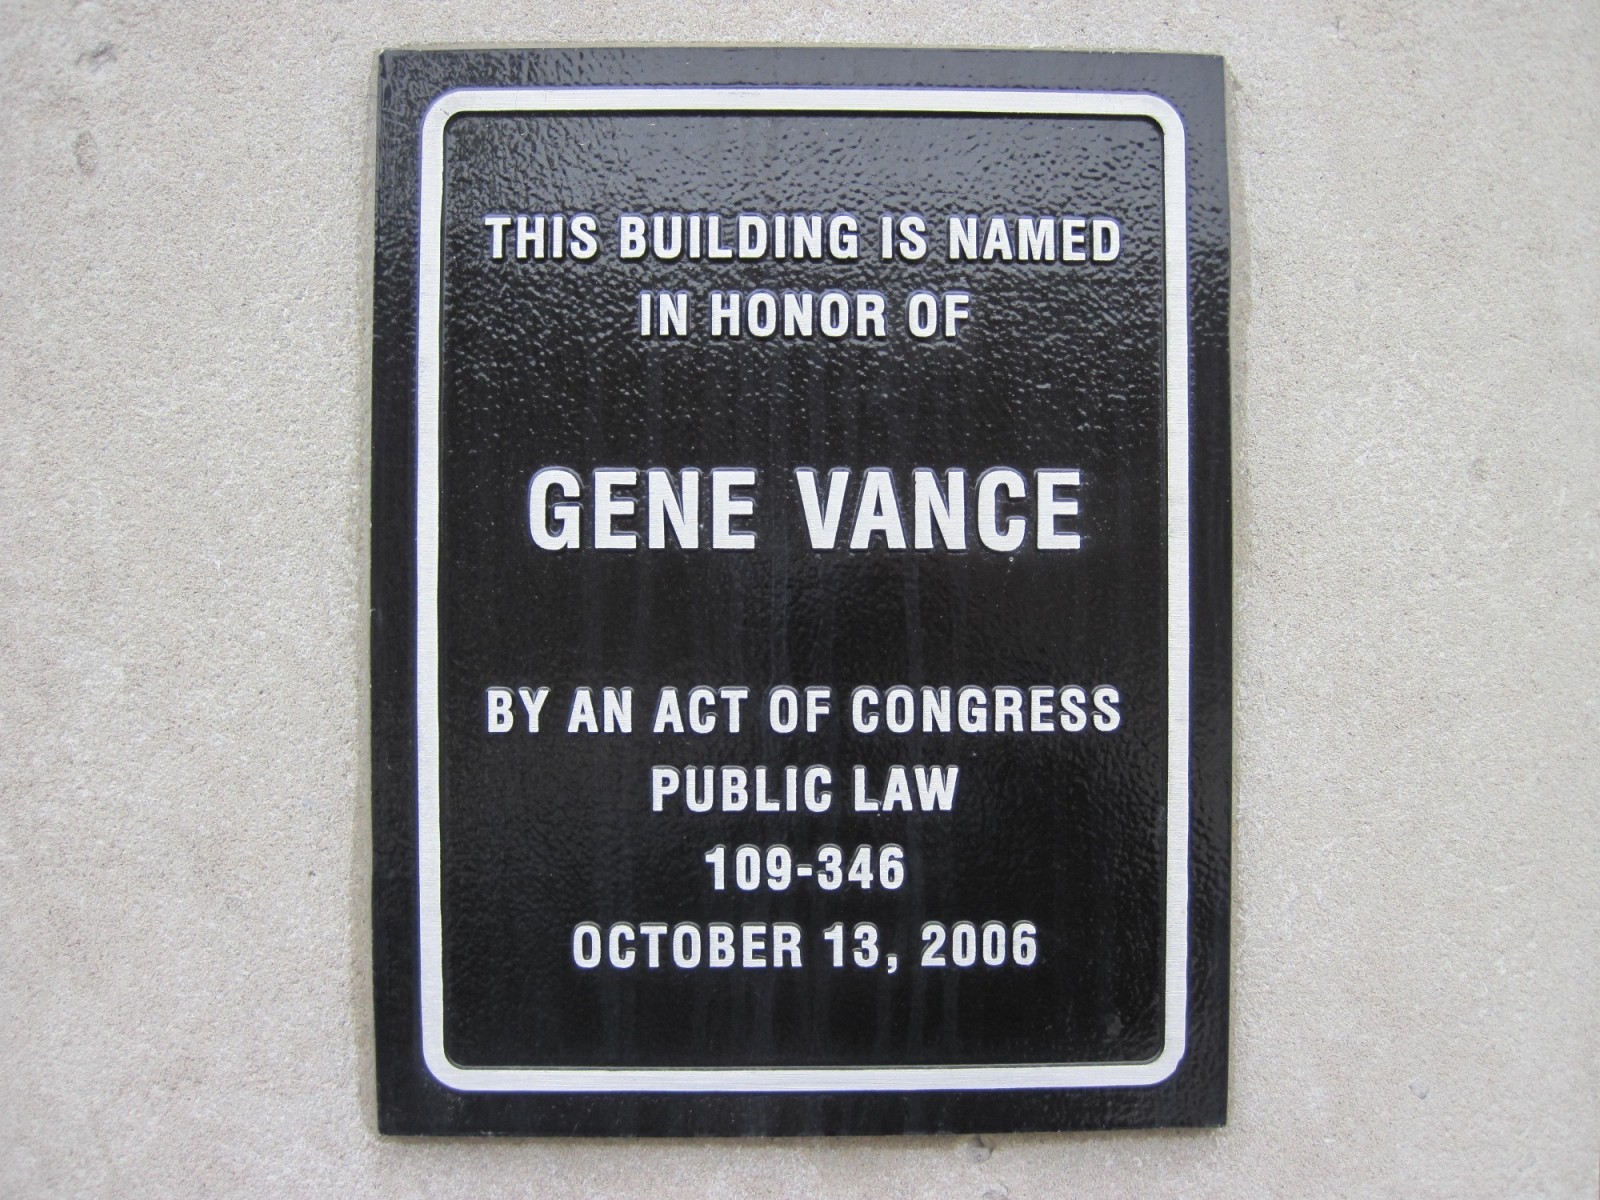 THIS BUILDING IS NAMED
IN HONOR OF
GENE VANCE
BY AN ACT OF CONGRESS
PUBLIC LAW
109-346
OCTOBER 13, 2006